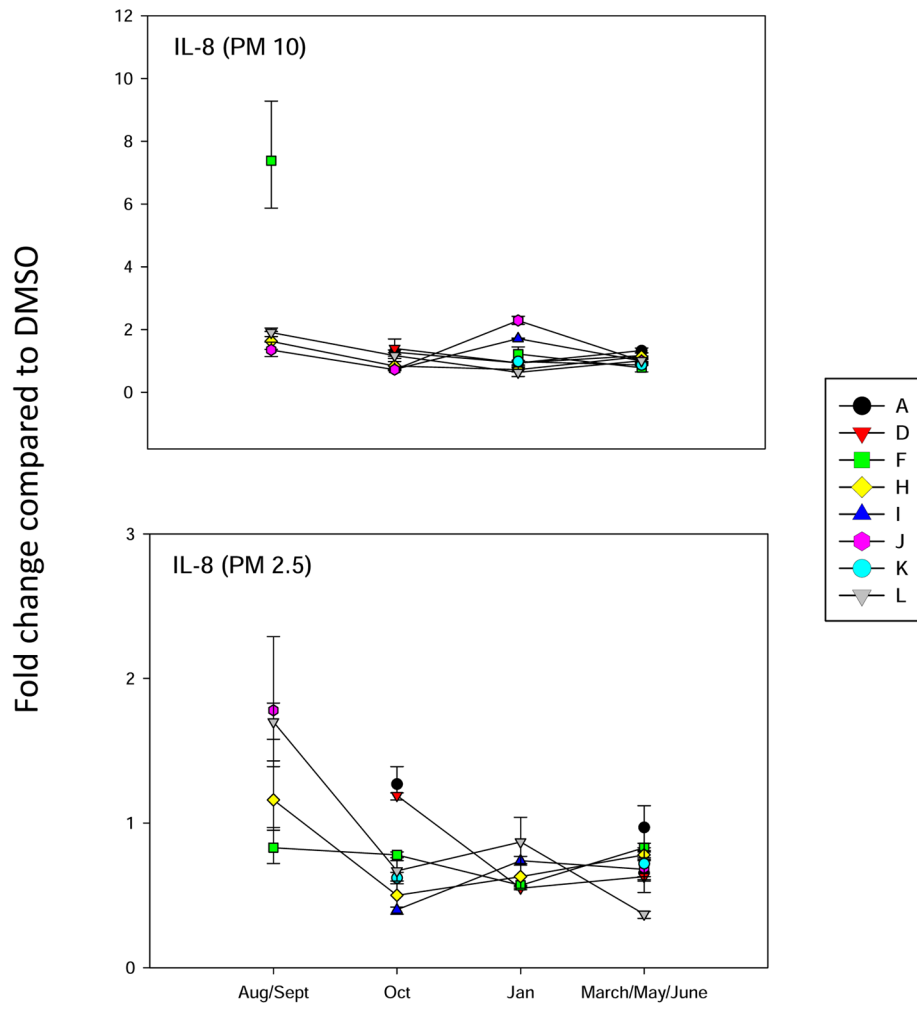 Fold change compared to DMSO
IL-8 (PM 10)
12
10
8
6
4
2
0
IL-8 (PM 2.5)
3
2
1
0
Aug/Sept Oct Jan March/May/June
A
D
F
H
I
J
K
L